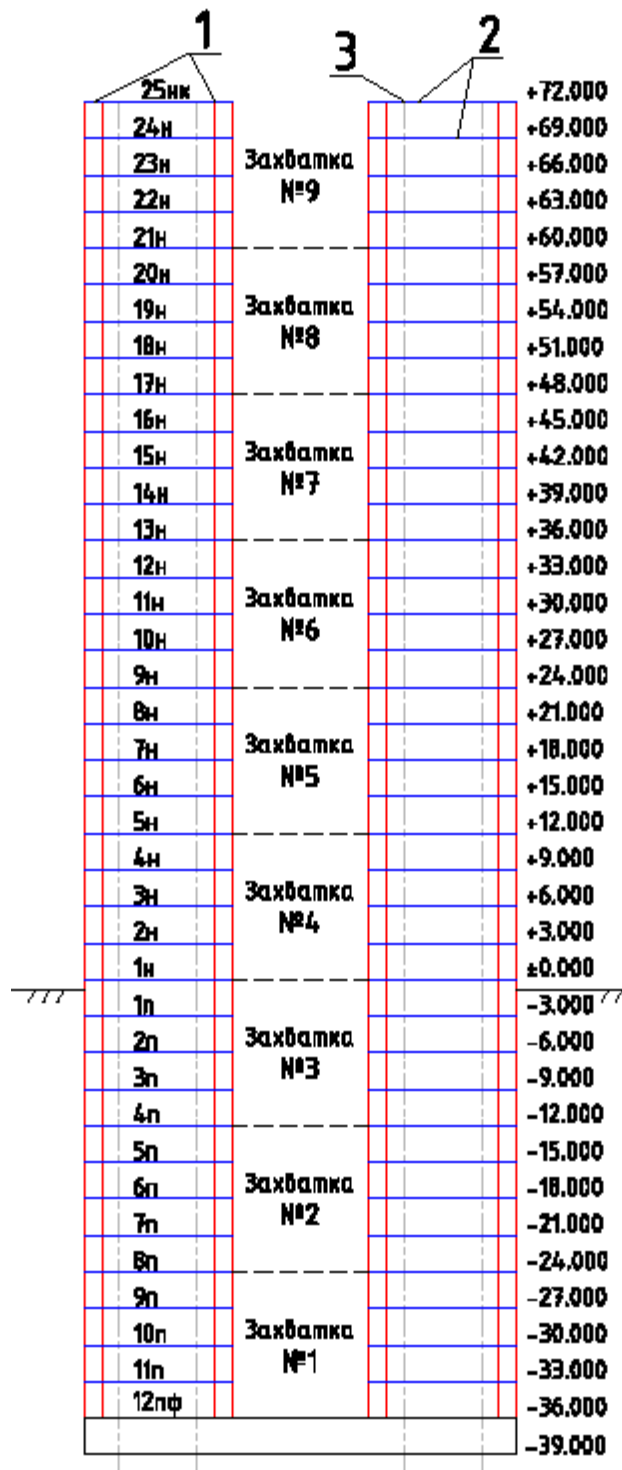 1
3
2
25нк
+72.000
24н
+69.000
Захватка
№9
23н
+66.000
22н
+63.000
21н
+60.000
20н
+57.000
Захватка
№8
19н
+54.000
18н
+51.000
17н
+48.000
16н
+45.000
Захватка
№7
15н
+42.000
14н
+39.000
13н
+36.000
12н
+33.000
Захватка
№6
11н
+30.000
10н
+27.000
9н
+24.000
8н
+21.000
Захватка
№5
7н
+18.000
6н
+15.000
5н
+12.000
4н
+9.000
Захватка
№4
3н
+6.000
2н
+3.000
1н
±0.000
1п
-3.000
Захватка
№3
2п
-6.000
3п
-9.000
4п
-12.000
5п
-15.000
Захватка
№2
6п
-18.000
7п
-21.000
8п
-24.000
9п
-27.000
Захватка
№1
10п
-30.000
11п
-33.000
12пф
-36.000
-39.000